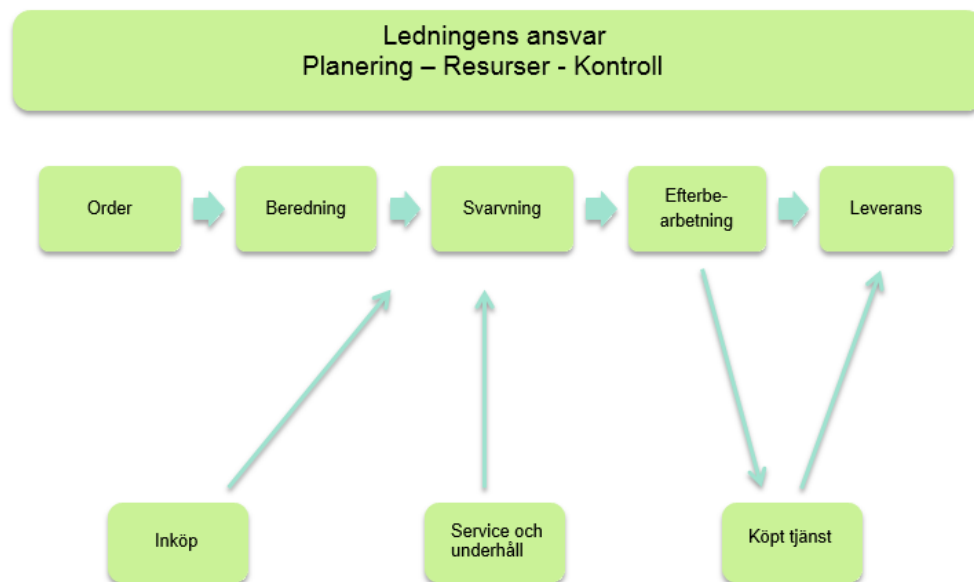 Ledningens ansvar
Planering – Resurser - Kontroll
Order
Beredning
Svarvning
Efterbe-
arbetning
Leverans
Inköp
Service och
underhåll
Köpt tjänst